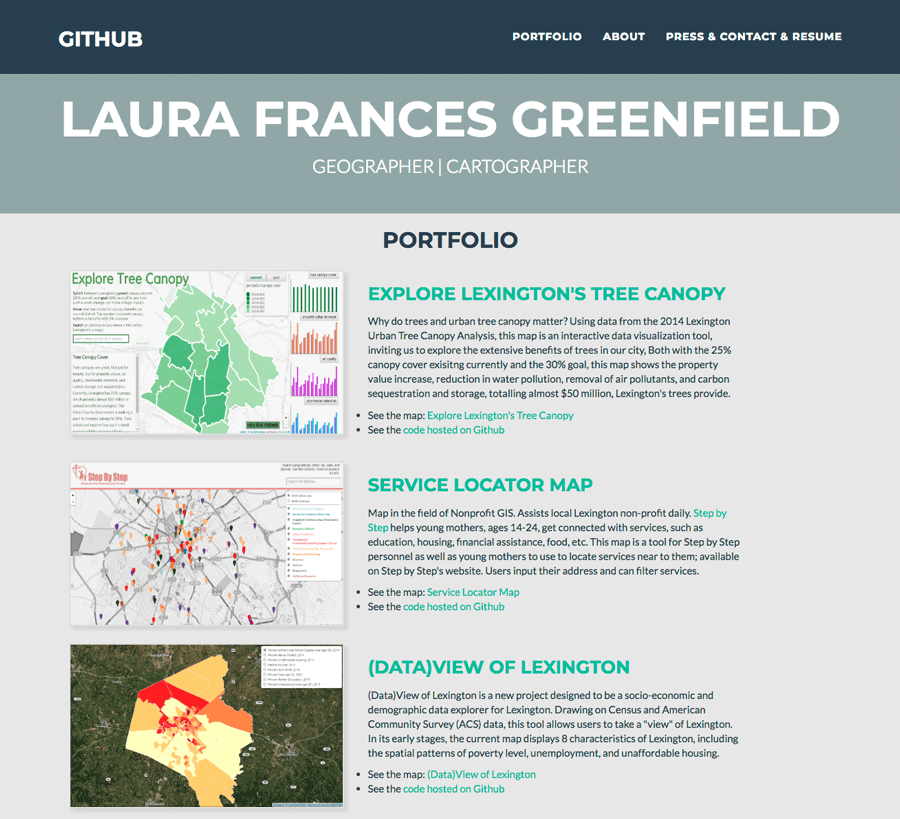 GITHUB
PORTFOLIO ABOUT PRESS & CONTACT & RESUME
LAURA FRANCES GREENFIELD
GEOGRAPHER | CARTOGRAPHER
PORTFOLIO
Explore Tree Canopy
Tree Canopy Cover
EXPLORE LEXINGTON'S TREE CANOPY
Why do trees and urban tree canopy matter? Using data from the 2014 Lexington
Urban Tree Canopy Analysis, this map is an interactive data visualization tool,
inviting us to explore the extensive benefits of trees in our city, Both with the 25%
canopy cover exisiting currently and the 30% goal, this map shows the property
value increase, reduction in water pollution, removal of air pollutants, and carbon
sequestration and storage, totalling almost $50 million, Lexington's trees provide.
See the map: Explore Lexington's Tree Canopy
See the code hosted on Github
Step By Step
SERVICE LOCATOR MAP
Map in the field of Nonprofit GIS. Assists local Lexington non-profit daily. Step by
Step helps young mothers, ages 14-24, get connected with services, such as
education, housing, financial assistance, food, etc. This map is a tool for Step by Step
personnel as well as young mothers to use to locate services near to them; available
on Step by Step's website. Users input their address and can filter services.
See the map: Service Locator Map
See the code hosted on Github
(DATA)VIEW OF LEXINGTON
(Data)View of Lexington is a new project designed to be a socio-economic and
demographic data explorer for Lexington. Drawing on Census and American
Community Survey (ACS) data, this tool allows users to take a "view" of Lexington.
In its early stages, the current map displays 8 characteristics of Lexington, including
the spatial patterns of poverty level, unemployment, and unaffordable housing.
See the map: (Data)View of Lexington
See the code hosted on Github